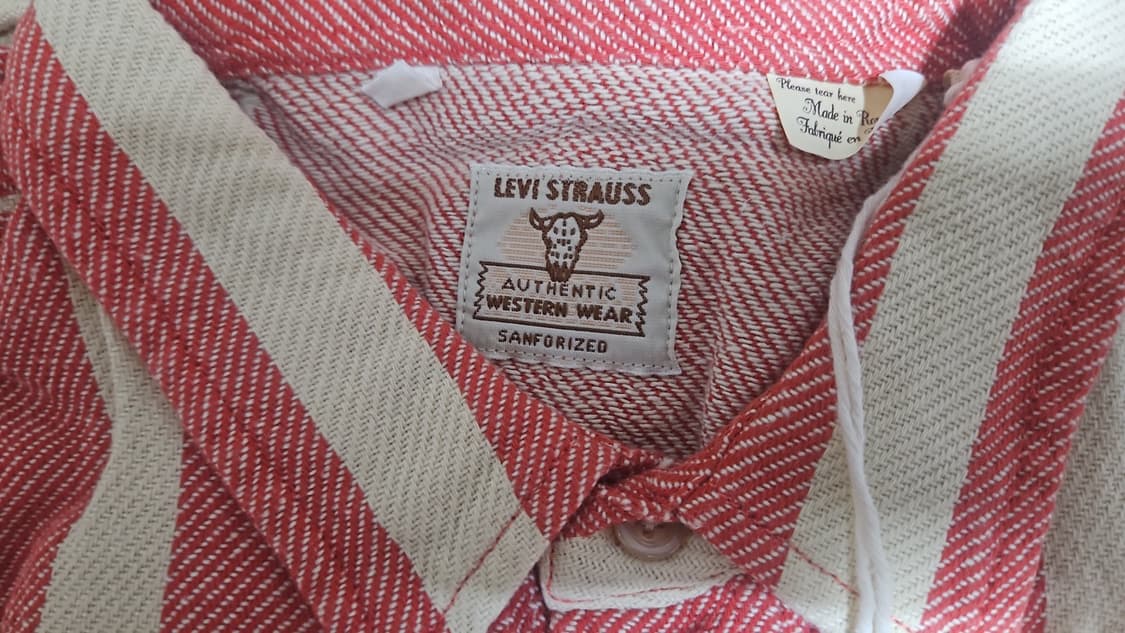 LEVI STRAUSS
AUTHENTIC
WESTERN WEAR
SANFORIZED
Please tear here
Made in
Fabriqué en